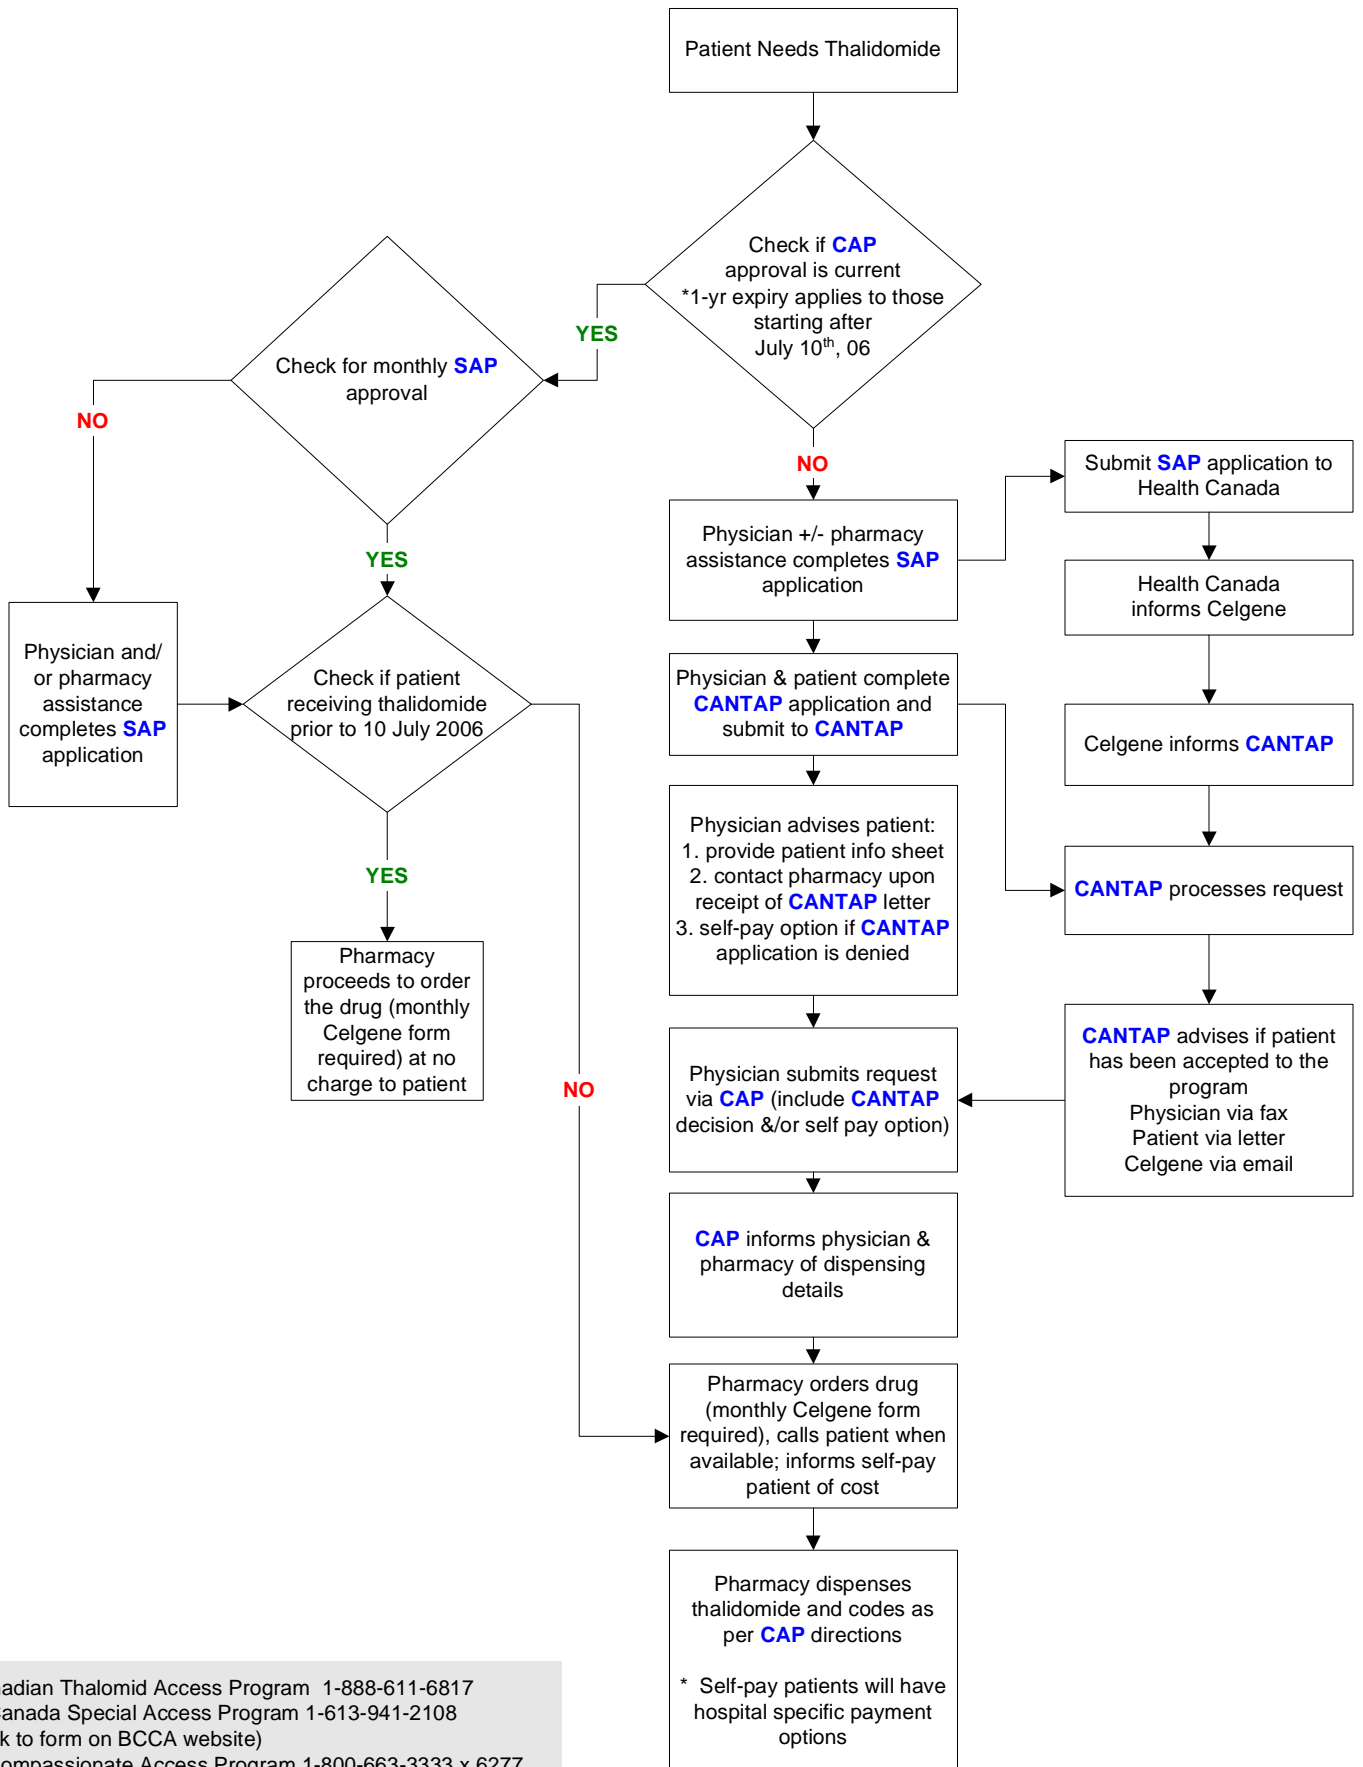 Patient Needs Thalidomide
Check if CAP
approval is current
*1-yr expiry applies to those
starting after
July 10th, 06
YES
Check for monthly SAP
approval
NO
NO
Submit SAP application to
Health Canada
Physician +/- pharmacy
assistance completes SAP
application
YES
Health Canada
informs Celgene
Physician and/
or pharmacy
assistance
completes SAP
application
Check if patient
receiving thalidomide
prior to 10 July 2006
Physician & patient complete
CANTAP application and
submit to CANTAP
Celgene informs CANTAP
Physician advises patient:
1. provide patient info sheet
2. contact pharmacy upon
receipt of CANTAP letter
3. self-pay option if CANTAP
application is denied
YES
CANTAP processes request
Pharmacy
proceeds to order
the drug (monthly
Celgene form
required) at no
charge to patient
NO
Physician submits request
via CAP (include CANTAP
decision &/or self pay option)
CANTAP advises if patient
has been accepted to the
program
Physician via fax
Patient via letter
Celgene via email
CAP informs physician &
pharmacy of dispensing
details
Pharmacy orders drug
(monthly Celgene form
required), calls patient when
available; informs self-pay
patient of cost
Pharmacy dispenses
thalidomide and codes as
per CAP directions
* Self-pay patients will have
hospital specific payment
options
Thalomid Access Program 1-888-611-6817
Special Access Program 1-613-941-2108
to form on BCCA website)
Access Program 1-800-663-3333 x 6277